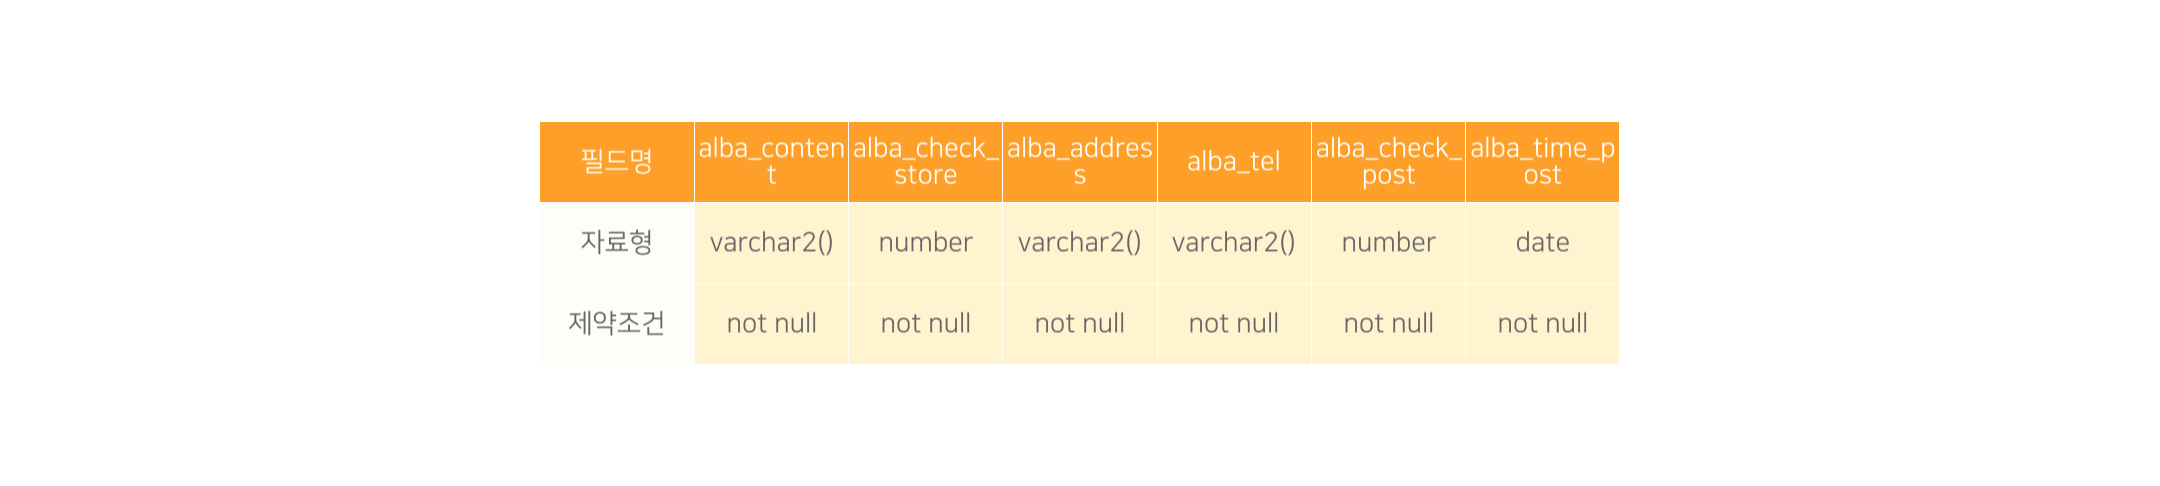 필드명 alba_conten alba_check_ alba_addres alba_tel alba_check_ alba_time_p
t store s post ost
자료형 varchar2() number varchar2() varchar2() number date
제약조건 not null not null not null not null not null not null